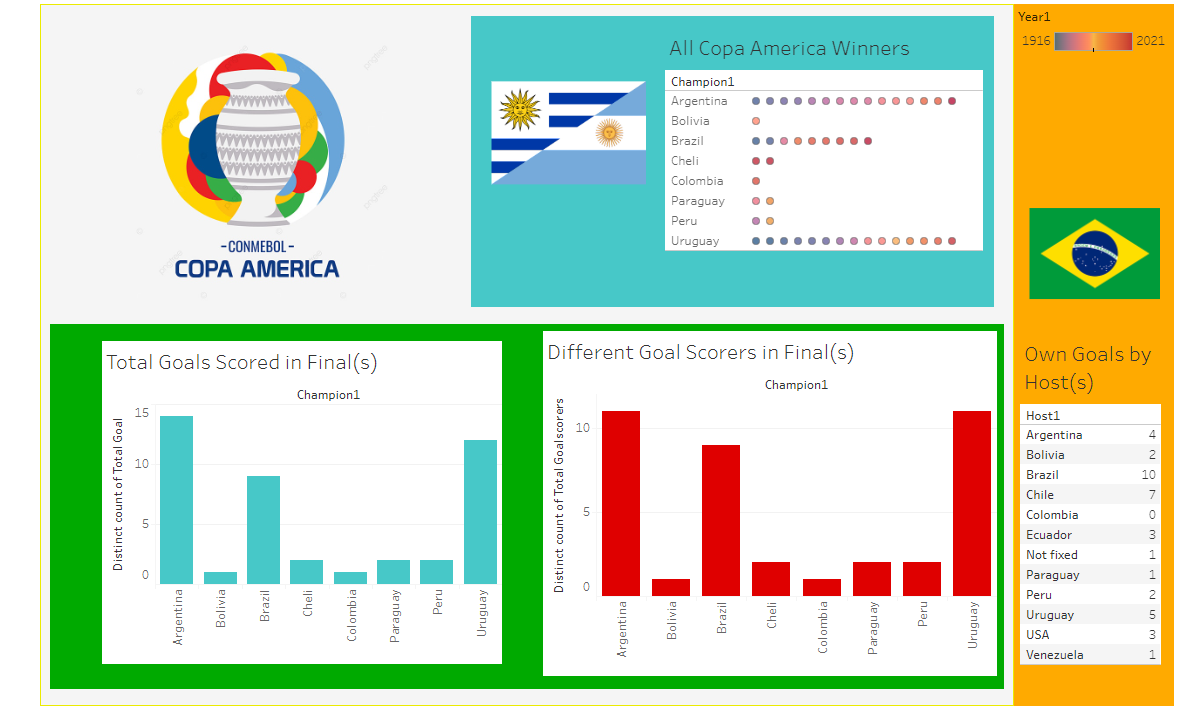 -CONMEBOL-
COPA AMERICA
All Copa America Winners
Champion1
Argentina
Bolivia
Brazil
Cheli
Colombia
Paraguay
Peru
Uruguay
Year1
1916 2021
Total Goals Scored in Final(s)
Champion1
Distinct count of Total Goal
15
10
5
0
Argentina
Bolivia
Brazil
Cheli
Colombia
Paraguay
Peru
Uruguay
Different Goal Scorers in Final(s)
Champion1
Distinct count of Total Goalscorers
10
5
0
Argentina
Bolivia
Brazil
Cheli
Colombia
Paraguay
Peru
Uruguay
Own Goals by
Host(s)
Host1
Argentina 4
Bolivia 2
Brazil 10
Chile 7
Colombia 0
Ecuador 3
Not fixed 1
Paraguay 1
Peru 2
Uruguay 5
USA 3
Venezuela 1